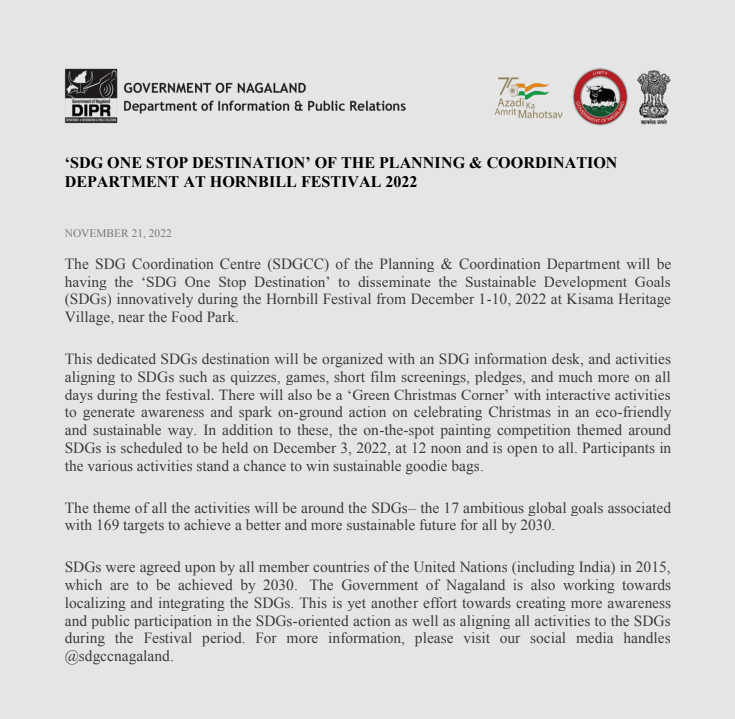 Government of Nagaland
DIPR
GOVERNMENT OF NAGALAND
Department of Information & Public Relations
75
Azadi Ka
Amrit Mahotsav
UNITY
GOVERNMENT OF NAGALAND
सत्यमेव जयते
‘SDG ONE STOP DESTINATION’ OF THE PLANNING & COORDINATION
DEPARTMENT AT HORNBILL FESTIVAL 2022
NOVEMBER 21, 2022
The SDG Coordination Centre (SDGCC) of the Planning & Coordination Department will be
having the ‘SDG One Stop Destination’ to disseminate the Sustainable Development Goals
(SDGs) innovatively during the Hornbill Festival from December 1-10, 2022 at Kisama Heritage
Village, near the Food Park.
This dedicated SDGs destination will be organized with an SDG information desk, and activities
aligning to SDGs such as quizzes, games, short film screenings, pledges, and much more on all
days during the festival. There will also be a ‘Green Christmas Corner’ with interactive activities
to generate awareness and spark on-ground action on celebrating Christmas in an eco-friendly
and sustainable way. In addition to these, the on-the-spot painting competition themed around
SDGs is scheduled to be held on December 3, 2022, at 12 noon and is open to all. Participants in
the various activities stand a chance to win sustainable goodie bags.
The theme of all the activities will be around the SDGs– the 17 ambitious global goals associated
with 169 targets to achieve a better and more sustainable future for all by 2030.
SDGs were agreed upon by all member countries of the United Nations (including India) in 2015,
which are to be achieved by 2030. The Government of Nagaland is also working towards
localizing and integrating the SDGs. This is yet another effort towards creating more awareness
and public participation in the SDGs-oriented action as well as aligning all activities to the SDGs
during the Festival period. For more information, please visit our social media handles
@sdgccnagaland.